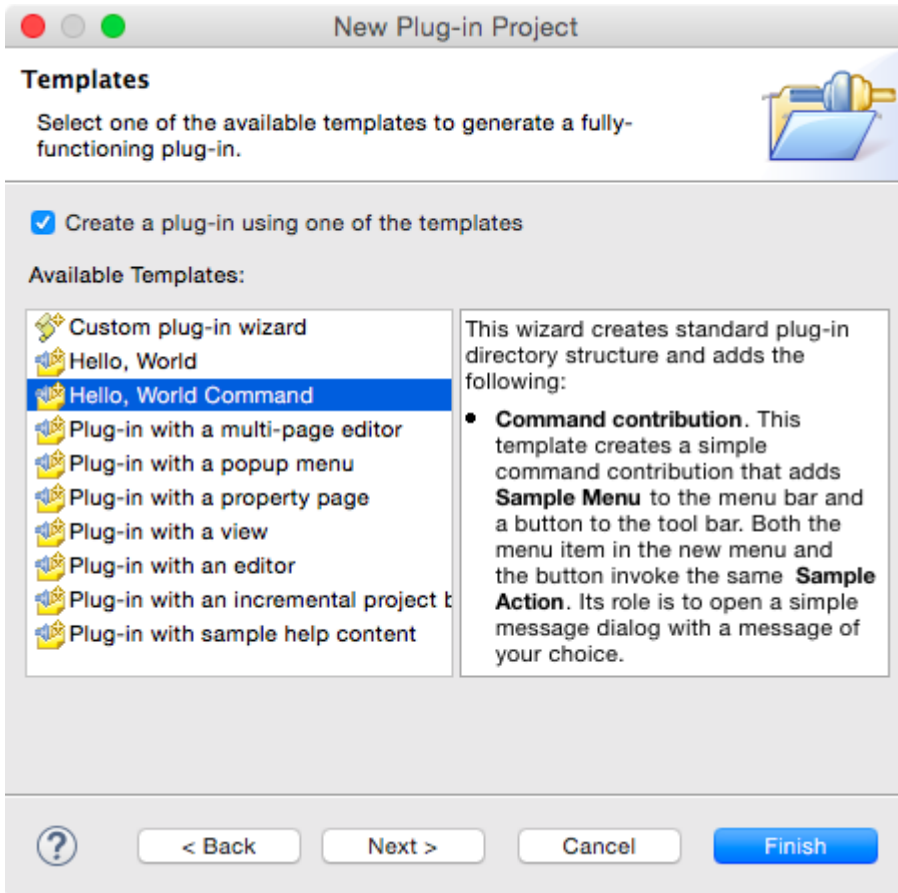 New Plug-in Project
Templates
Select one of the available templates to generate a fully-
functioning plug-in.
Create a plug-in using one of the templates
Available Templates:
Custom plug-in wizard
Hello, World
Hello, World Command
Plug-in with a multi-page editor
Plug-in with a popup menu
Plug-in with a property page
Plug-in with a view
Plug-in with an editor
Plug-in with an incremental project b
Plug-in with sample help content
This wizard creates standard plug-in
directory structure and adds the
following:
• Command contribution. This
template creates a simple
command contribution that adds
Sample Menu to the menu bar and
a button to the tool bar. Both the
menu item in the new menu and
the button invoke the same Sample
Action. Its role is to open a simple
message dialog with a message of
your choice.
?
< Back
Next >
Cancel
Finish